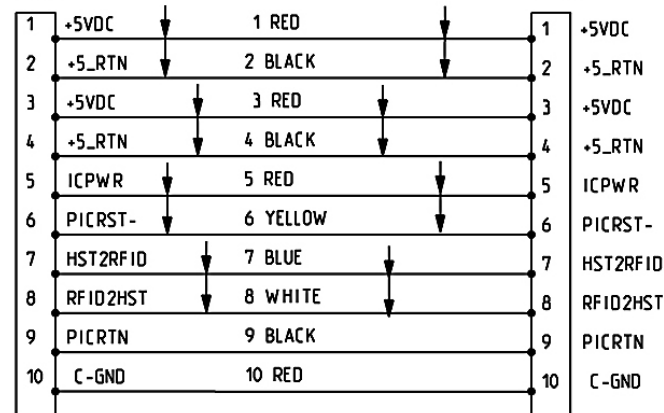 1 +5VDC 1 RED 1 +5VDC
2 +5_RTN 2 BLACK 2 +5_RTN
3 +5VDC 3 RED 3 +5VDC
4 +5_RTN 4 BLACK 4 +5_RTN
5 ICPWR 5 RED 5 ICPWR
6 PICRST- 6 YELLOW 6 PICRST-
7 HST2RFID 7 BLUE 7 HST2RFID
8 RFID2HST 8 WHITE 8 RFID2HST
9 PICRTN 9 BLACK 9 PICRTN
10 C-GND 10 RED 10 C-GND